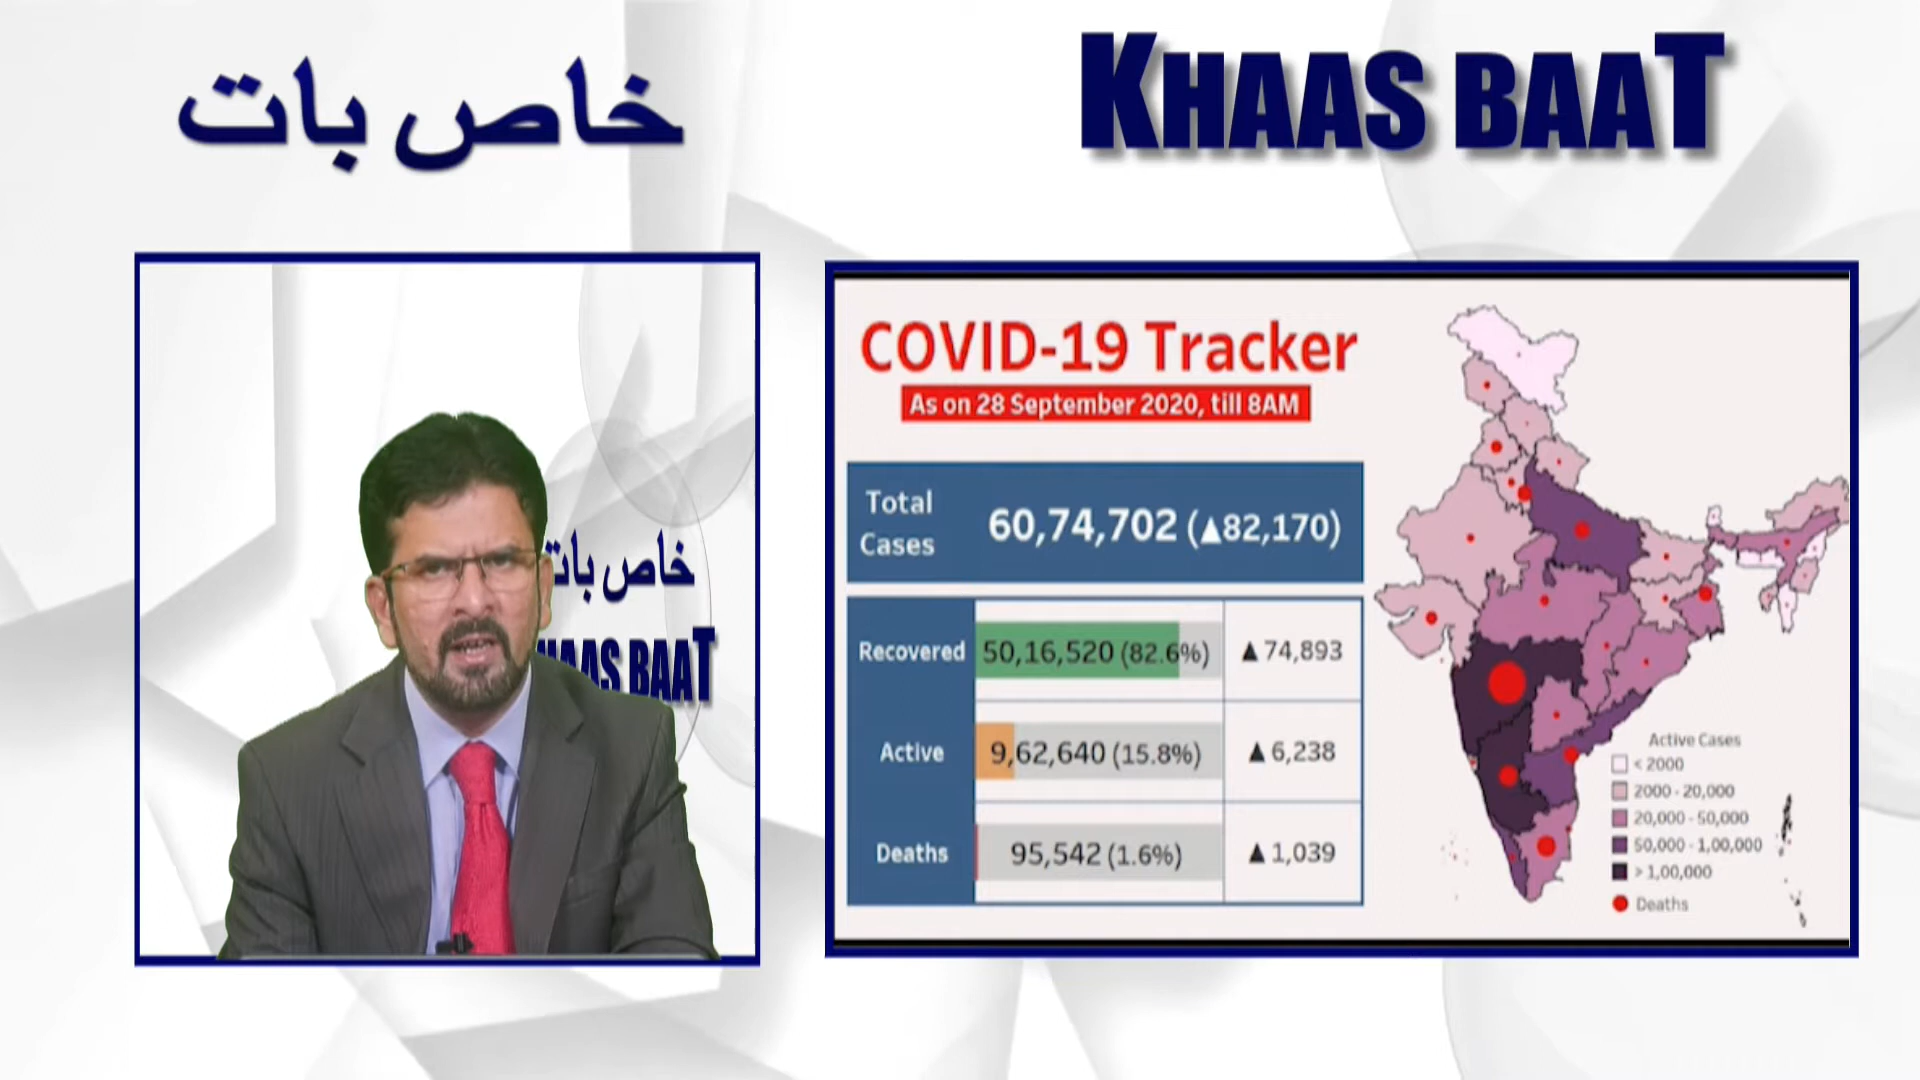 خاص بات
KHAAS BAAT
خاص بات
KHAAS BAAT
COVID-19 Tracker
As on 28 September 2020, till 8AM
Total Cases 60,74,702 (▲82,170)
Recovered 50,16,520 (82.6%) ▲74,893
Active 9,62,640 (15.8%) ▲6,238
Deaths 95,542 (1.6%) ▲1,039
Active Cases
< 2000
2000 - 20,000
20,000 - 50,000
50,000 - 1,00,000
> 1,00,000
Deaths